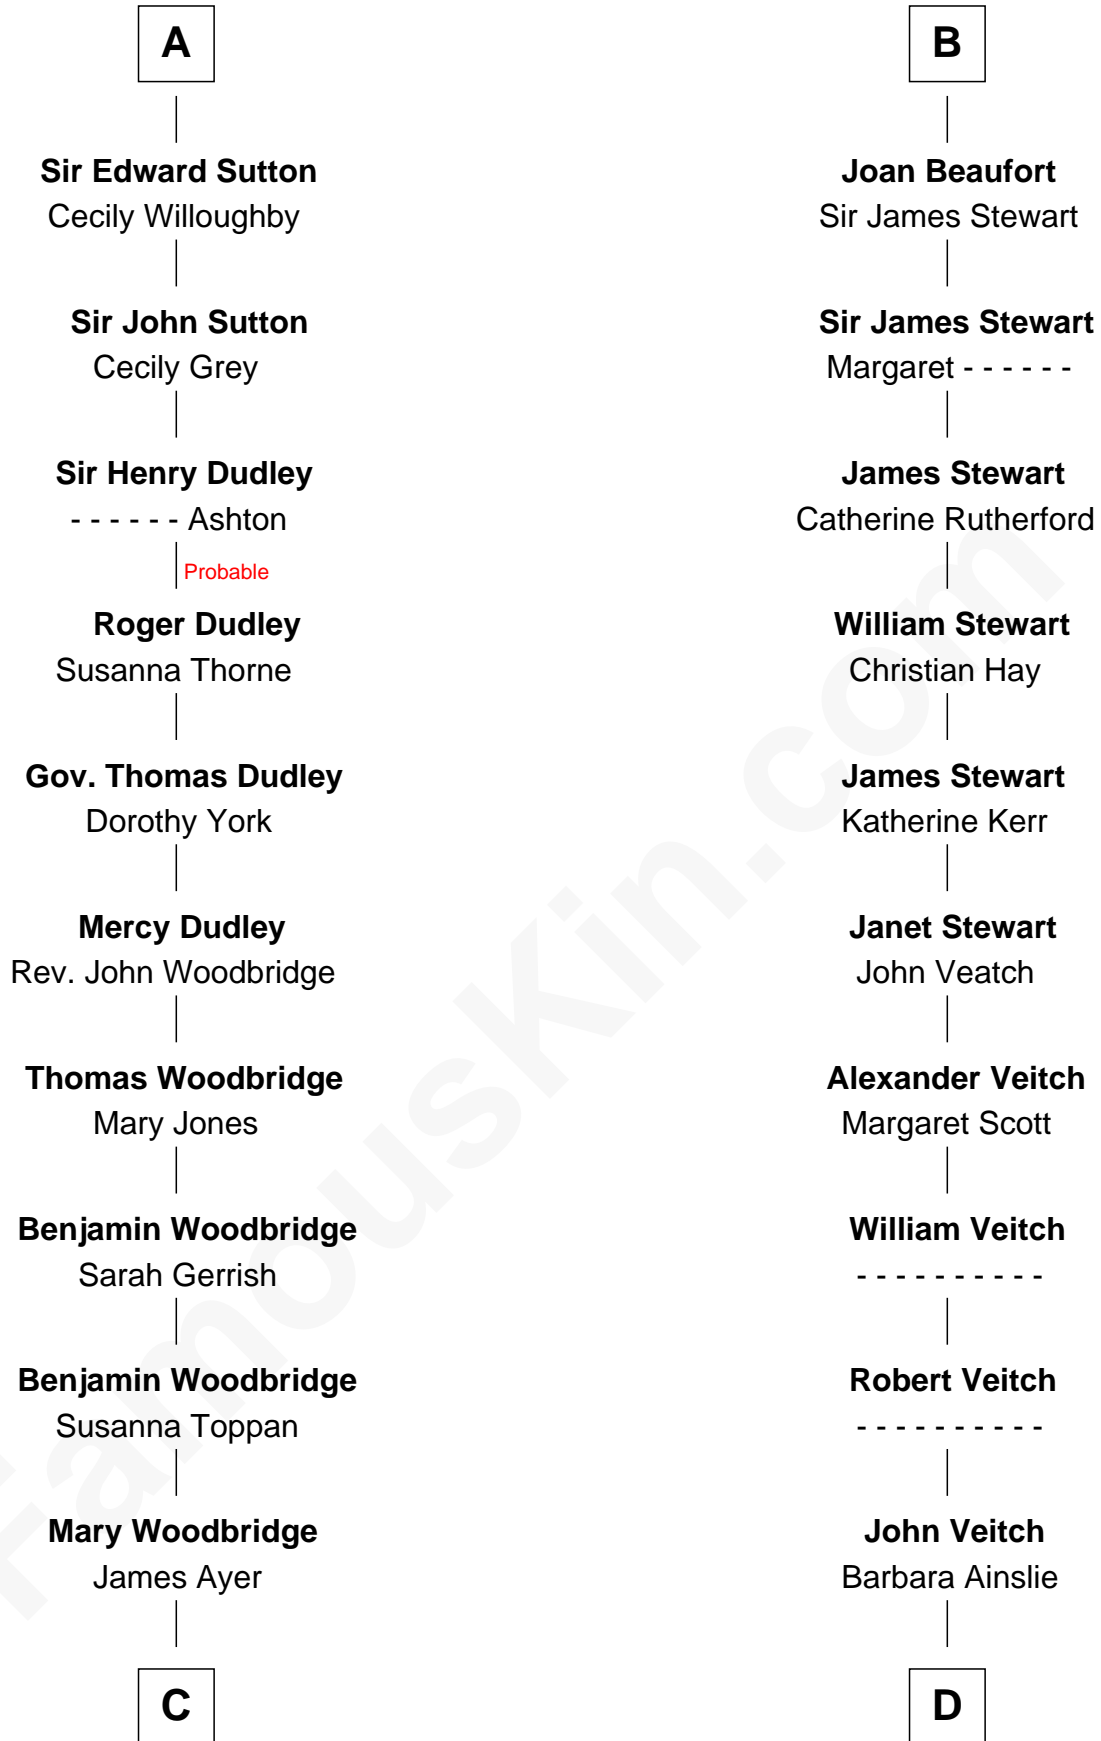 A
Sir Edward Sutton
Cecily Willoughby
Sir John Sutton
Cecily Grey
Sir Henry Dudley
- - - - - - Ashton
Probable
Roger Dudley
Susanna Thorne
Gov. Thomas Dudley
Dorothy York
Mercy Dudley
Rev. John Woodbridge
Thomas Woodbridge
Mary Jones
Benjamin Woodbridge
Sarah Gerrish
Benjamin Woodbridge
Susanna Toppan
Mary Woodbridge
James Ayer
C
B
Joan Beaufort
Sir James Stewart
Sir James Stewart
Margaret - - - - - -
James Stewart
Catherine Rutherford
William Stewart
Christian Hay
James Stewart
Katherine Kerr
Janet Stewart
John Veatch
Alexander Veitch
Margaret Scott
William Veitch
- - - - - - - - - -
Robert Veitch
- - - - - - - - - -
John Veitch
Barbara Ainslie
D
FamousKin.com